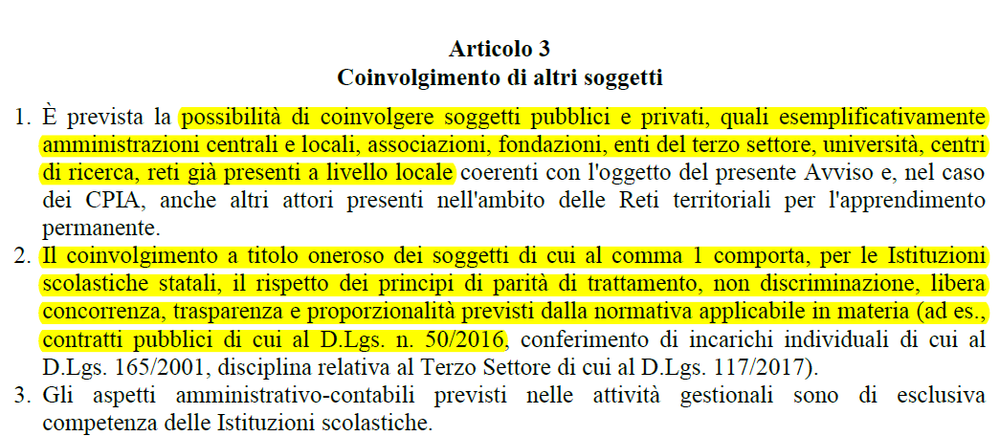 Articolo 3
Coinvolgimento di altri soggetti
1. È prevista la possibilità di coinvolgere soggetti pubblici e privati, quali esemplificativamente
amministrazioni centrali e locali, associazioni, fondazioni, enti del terzo settore, università, centri
di ricerca, reti già presenti a livello locale coerenti con l'oggetto del presente Avviso e, nel caso
dei CPIA, anche altri attori presenti nell'ambito delle Reti territoriali per l'apprendimento
permanente.
2. Il coinvolgimento a titolo oneroso dei soggetti di cui al comma 1 comporta, per le Istituzioni
scolastiche statali, il rispetto dei principi di parità di trattamento, non discriminazione, libera
concorrenza, trasparenza e proporzionalità previsti dalla normativa applicabile in materia (ad es.,
contratti pubblici di cui al D.Lgs. n. 50/2016, conferimento di incarichi individuali di cui al
D.Lgs. 165/2001, disciplina relativa al Terzo Settore di cui al D.Lgs. 117/2017).
3. Gli aspetti amministrativo-contabili previsti nelle attività gestionali sono di esclusiva
competenza delle Istituzioni scolastiche.